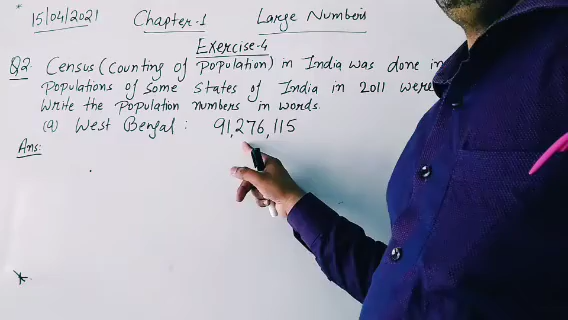 * 15/04/2021 Chapter-1 Large Numbers
Exercise-4
Q2. Census (Counting of Population) in India was done in
Populations of Some States of India in 2011 were
Write the Population numbers in words.
(a) West Bengal : 91,276,115
Ans:
*